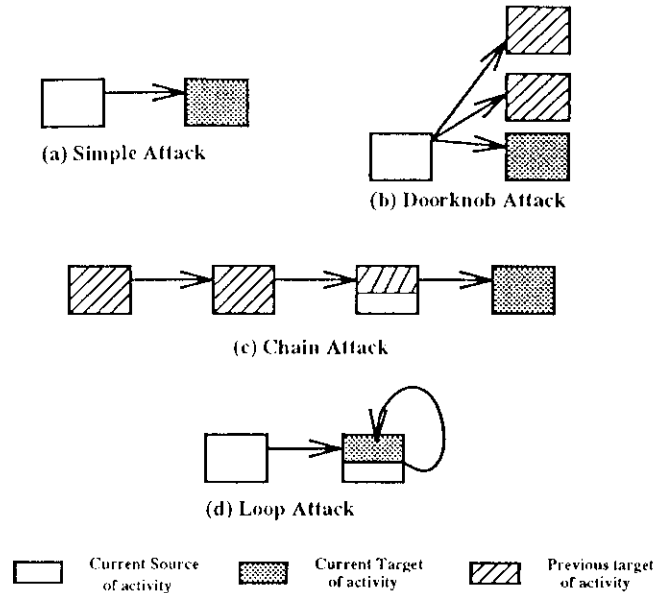 (a) Simple Attack
(b) Doorknob Attack
(c) Chain Attack
(d) Loop Attack
Current Source
of activity
Current Target
of activity
Previous target
of activity